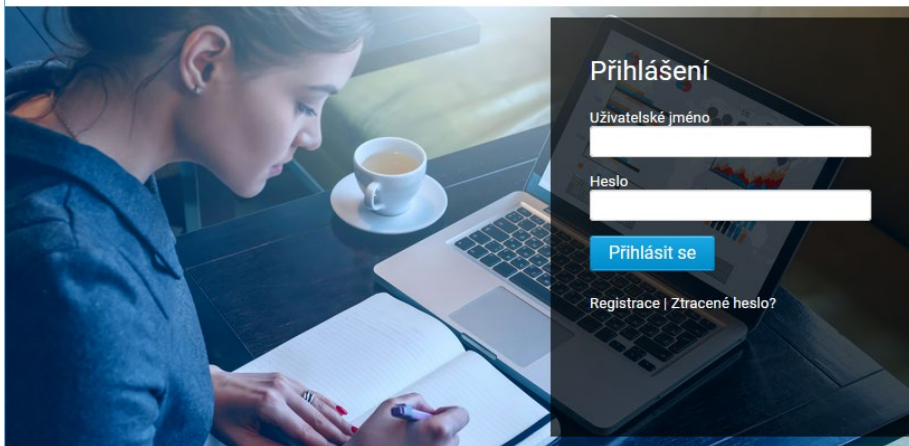 Přihlášení
Uživatelské jméno
Heslo
Přihlásit se
Registrace | Ztracené heslo?